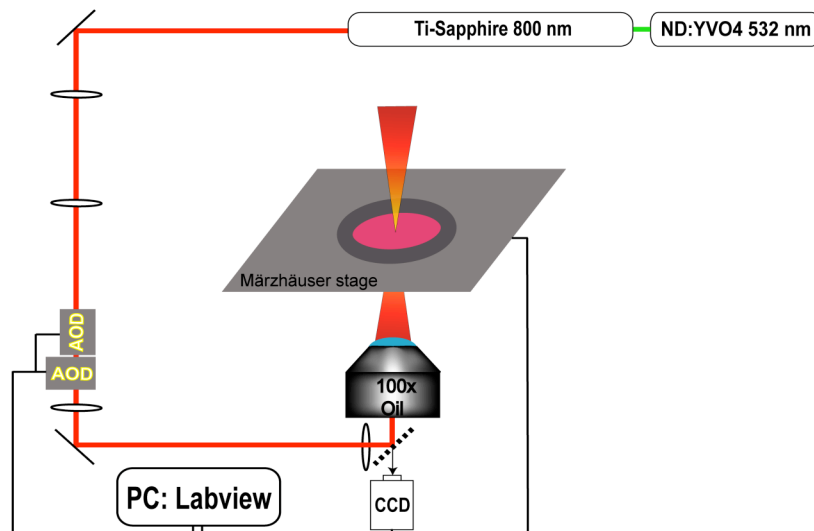 Ti-Sapphire 800 nm
ND:YVO4 532 nm
Märzhäuser stage
AOD
AOD
100x
Oil
PC: Labview
CCD